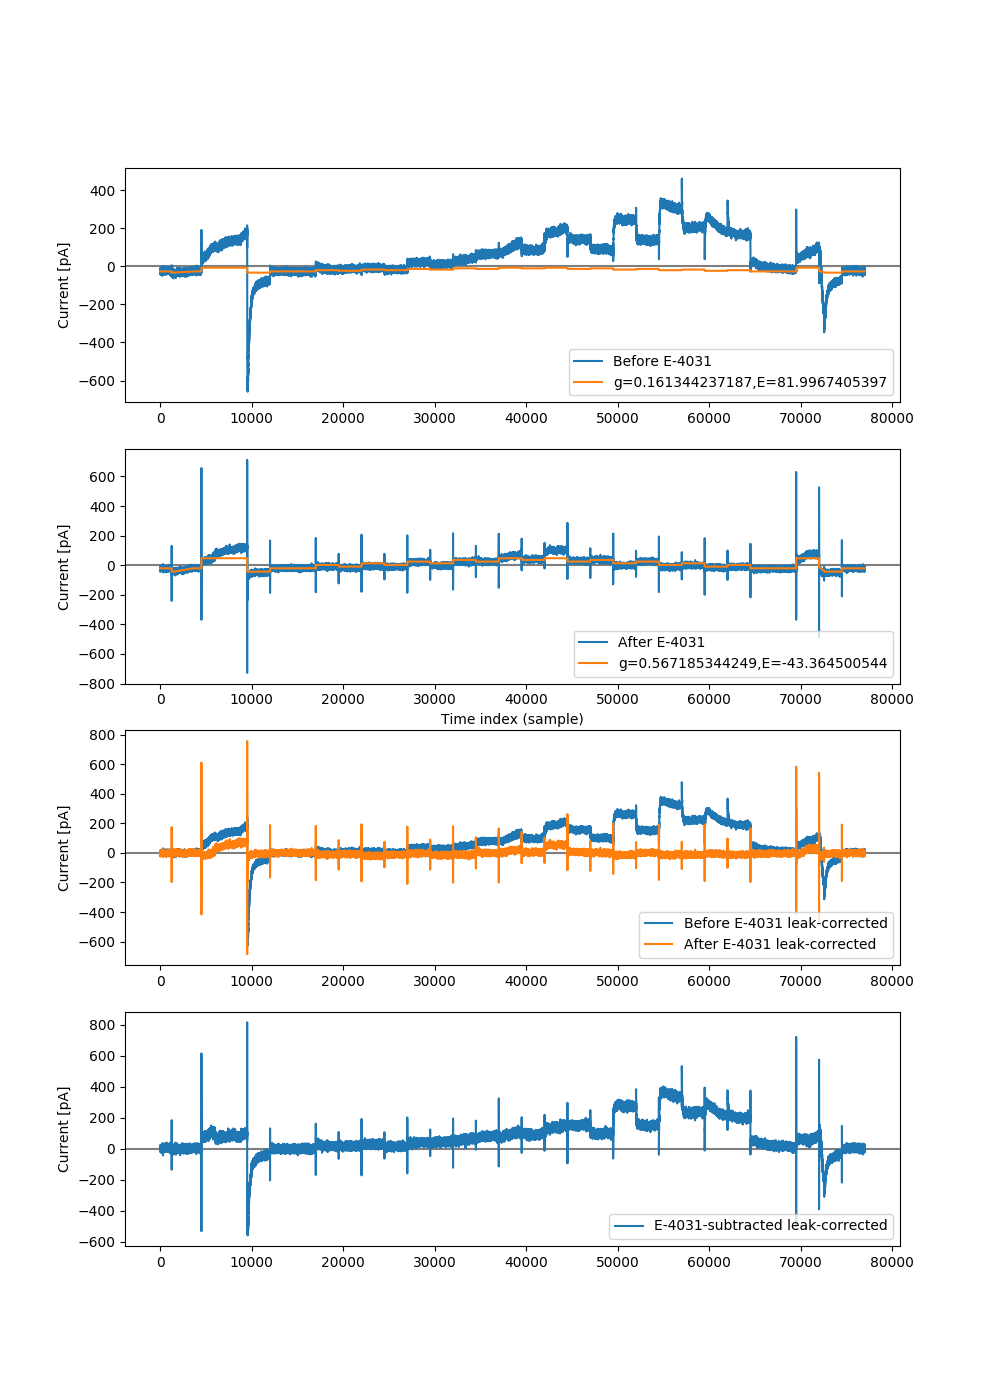 400
200
0
−200
−400
−600
Current [pA]
Before E-4031
g=0.161344237187,E=81.9967405397
0 10000 20000 30000 40000 50000 60000 70000 80000
600
400
200
0
−200
−400
−600
−800
Current [pA]
After E-4031
g=0.567185344249,E=-43.364500544
0 10000 20000 30000 40000 50000 60000 70000 80000
Time index (sample)
800
600
400
200
0
−200
−400
−600
Current [pA]
Before E-4031 leak-corrected
After E-4031 leak-corrected
0 10000 20000 30000 40000 50000 60000 70000 80000
800
600
400
200
0
−200
−400
−600
Current [pA]
E-4031-subtracted leak-corrected
0 10000 20000 30000 40000 50000 60000 70000 80000